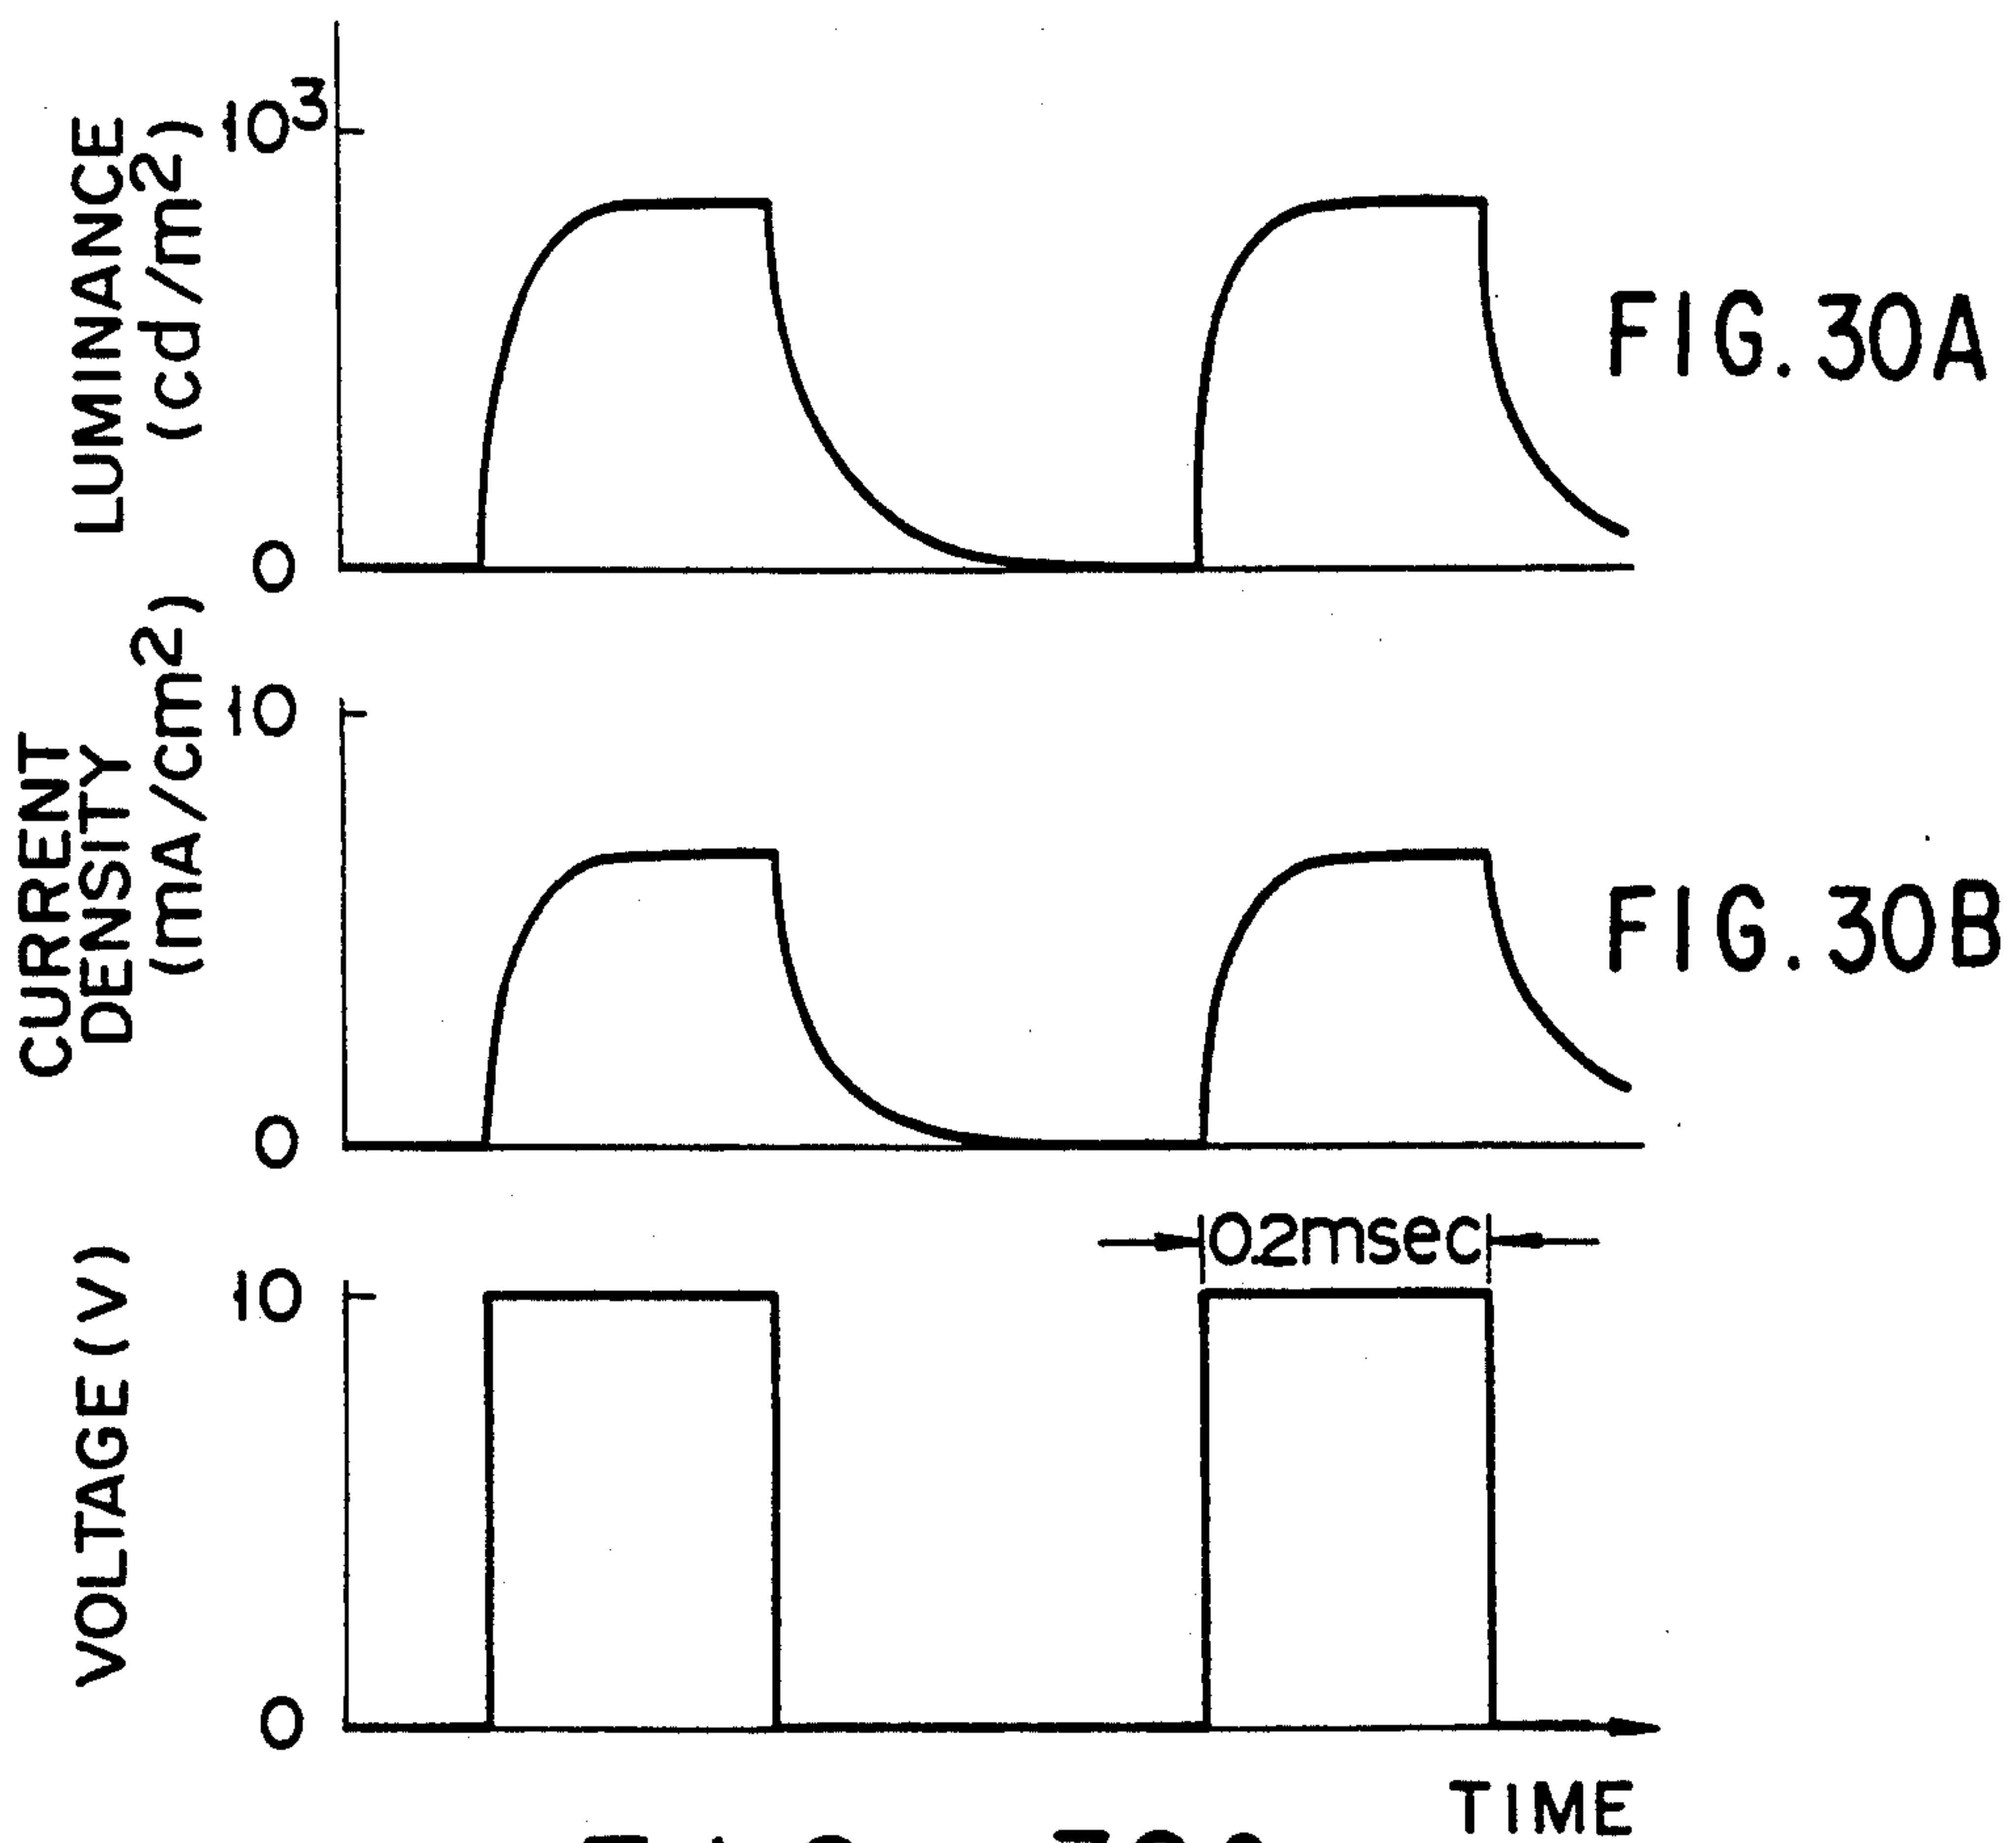 LUMINANCE
(cd/m2)
10³
0
FIG. 30A
CURRENT
DENSITY
(mA/cm2)
10
0
FIG. 30B
0.2msec
VOLTAGE (V)
10
0
TIME